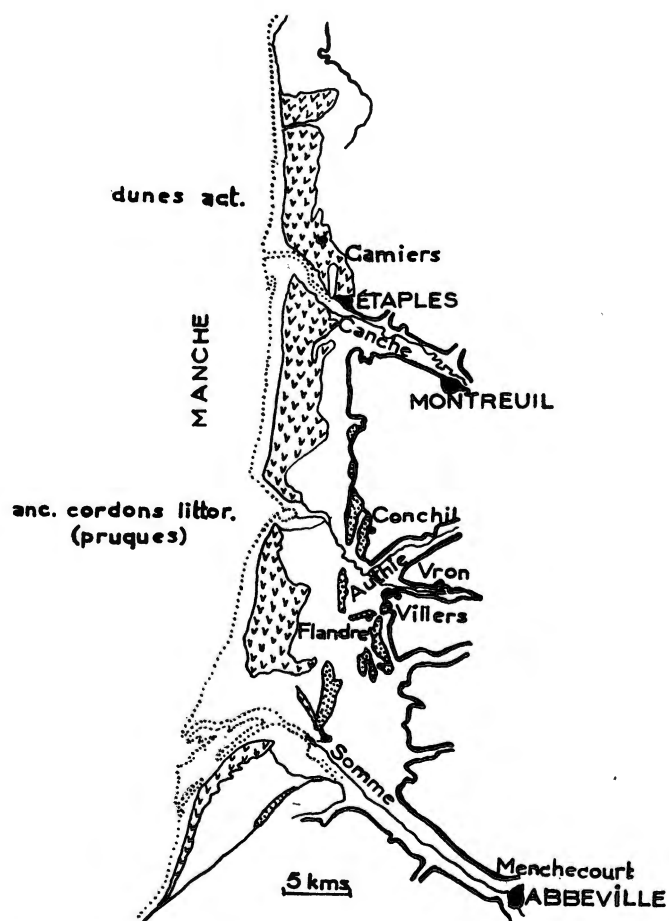 dunes act.
Camiers
ÉTAPLES
Canche
MANCHE
MONTREUIL
anc. cordons littor.
(pruques)
Conchil
Authie
Vron
Villers
Flandre
Somme
5 kms
Menchecourt
ABBEVILLE